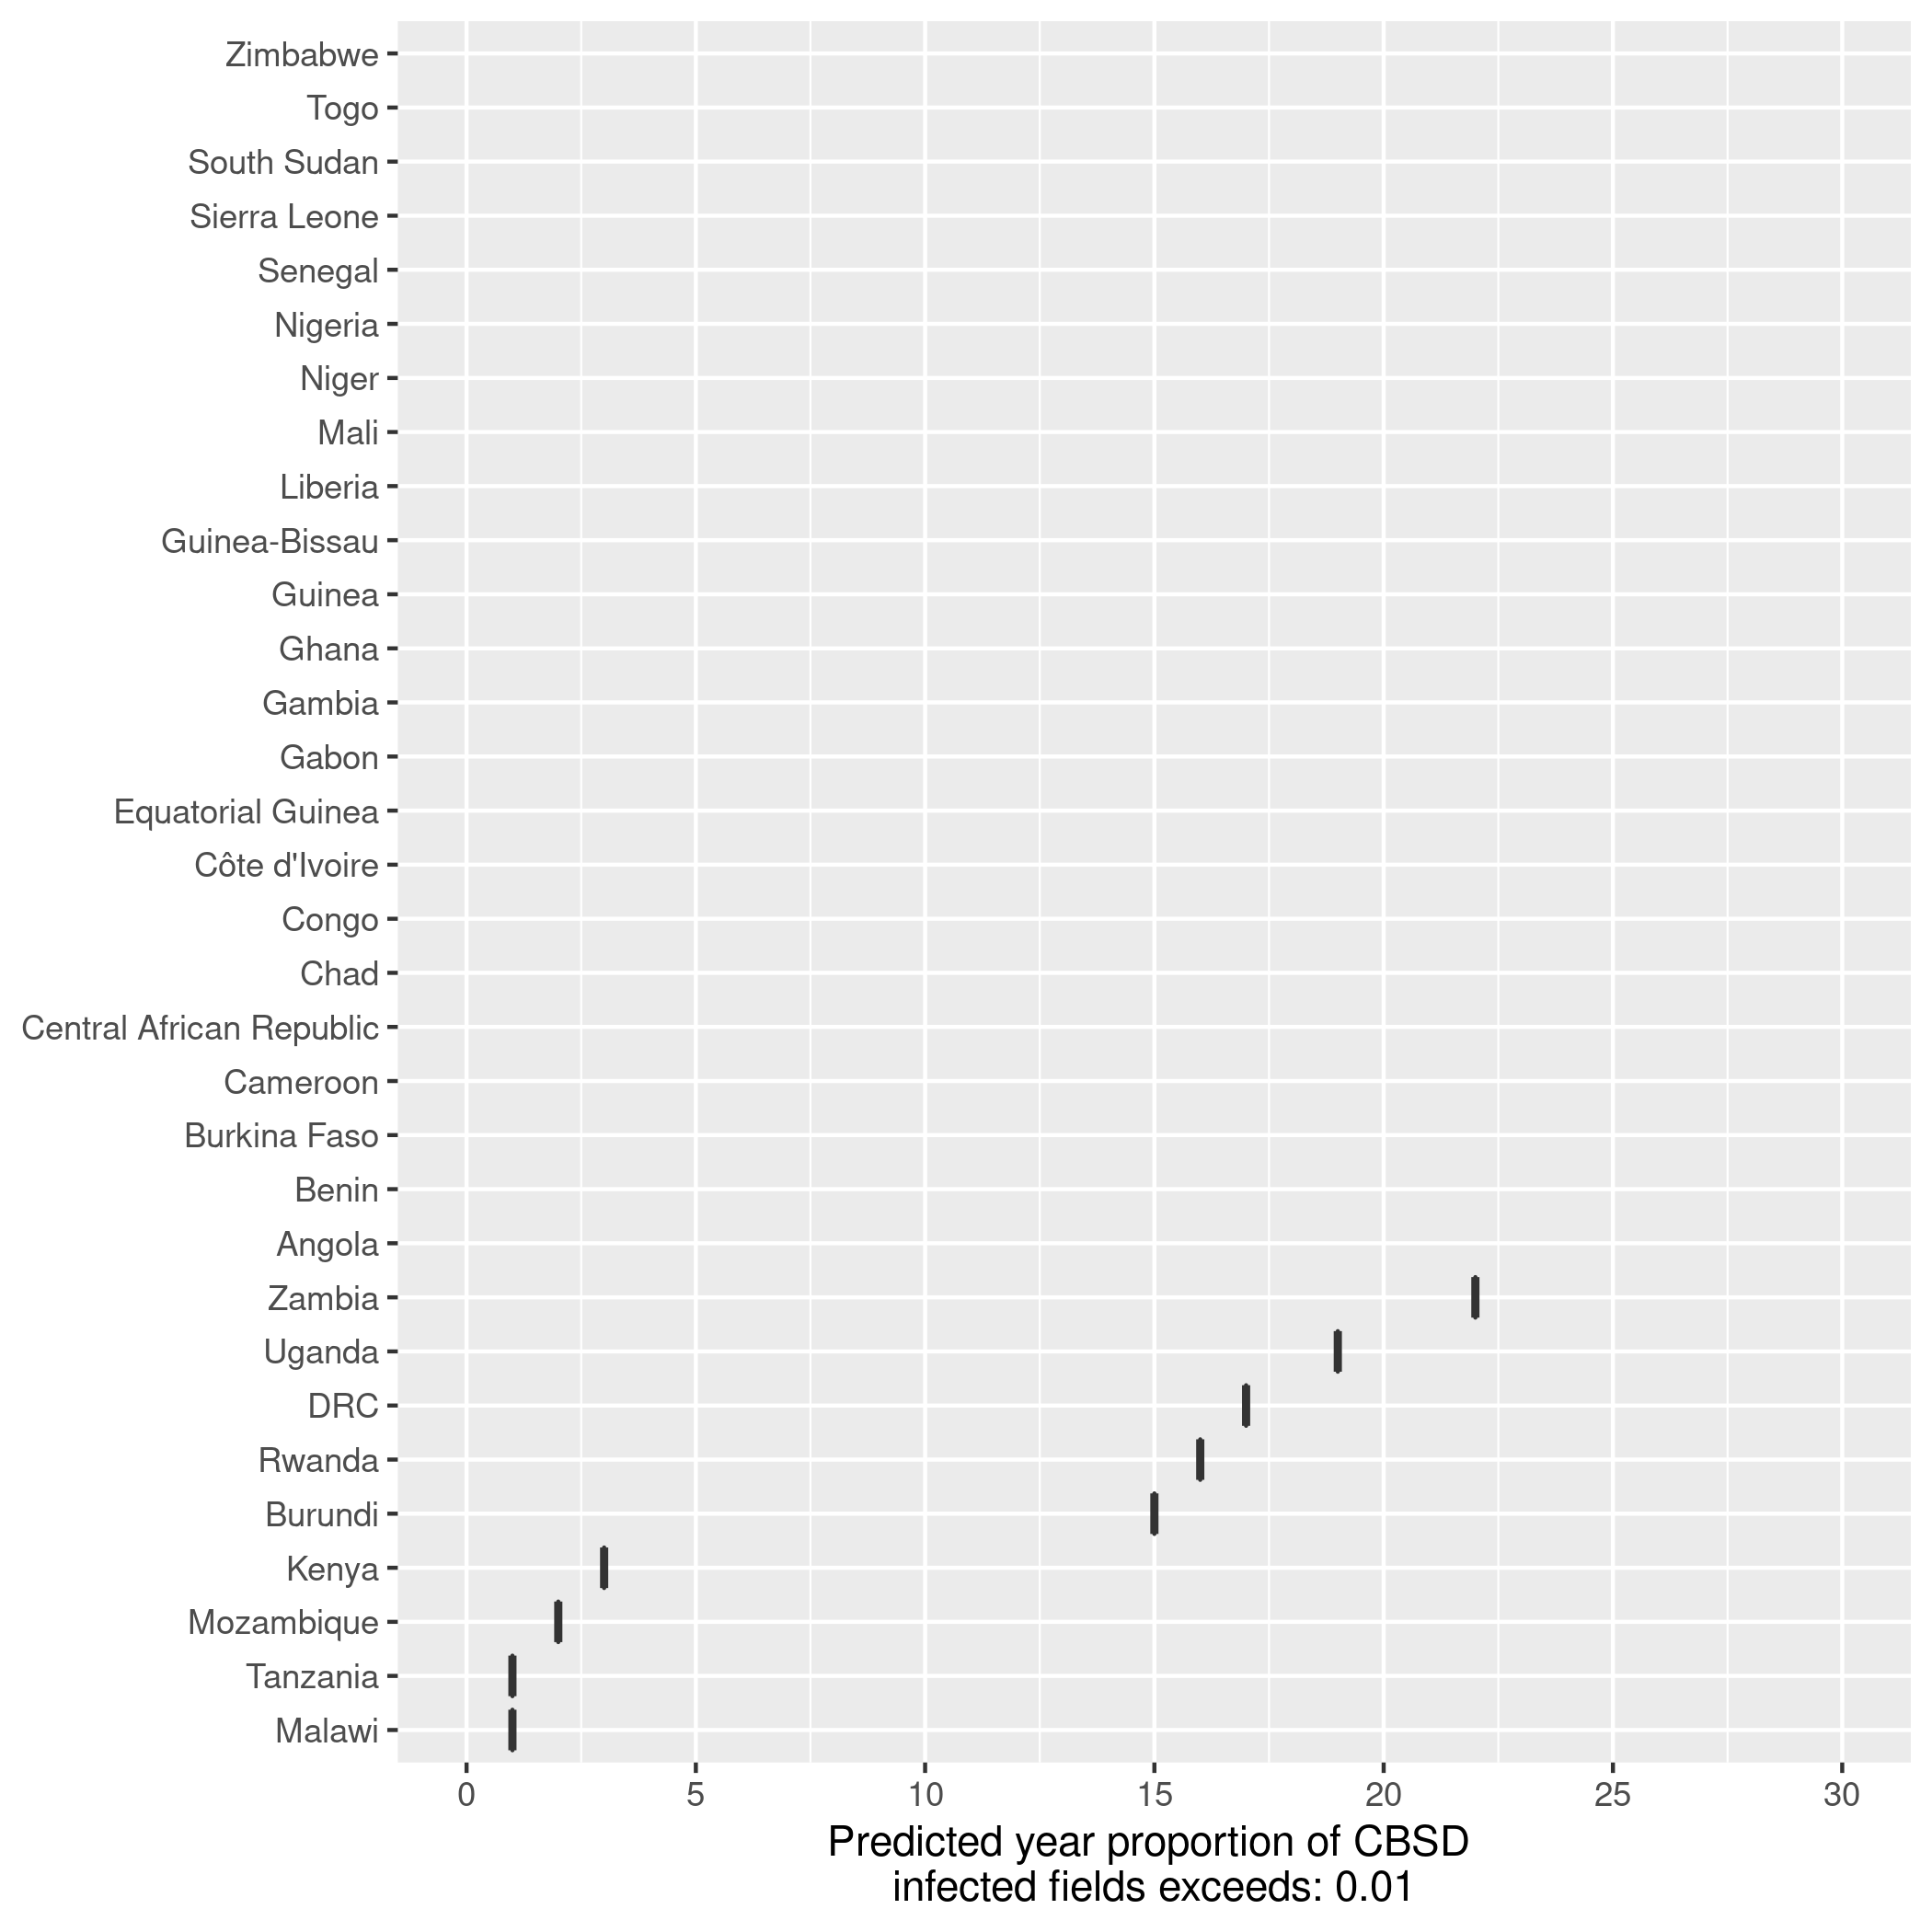 Zimbabwe
Togo
South Sudan
Sierra Leone
Senegal
Nigeria
Niger
Mali
Liberia
Guinea-Bissau
Guinea
Ghana
Gambia
Gabon
Equatorial Guinea
Côte d'Ivoire
Congo
Chad
Central African Republic
Cameroon
Burkina Faso
Benin
Angola
Zambia
Uganda
DRC
Rwanda
Burundi
Kenya
Mozambique
Tanzania
Malawi
0 5 10 15 20 25 30
Predicted year proportion of CBSD
infected fields exceeds: 0.01